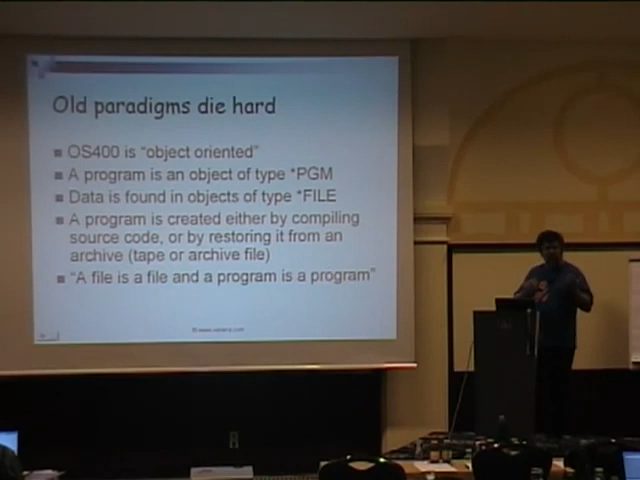 Old paradigms die hard
OS400 is "object oriented"
A program is an object of type *PGM
Data is found in objects of type *FILE
A program is created either by compiling
source code, or by restoring it from an
archive (tape or archive file)
"A file is a file and a program is a program"